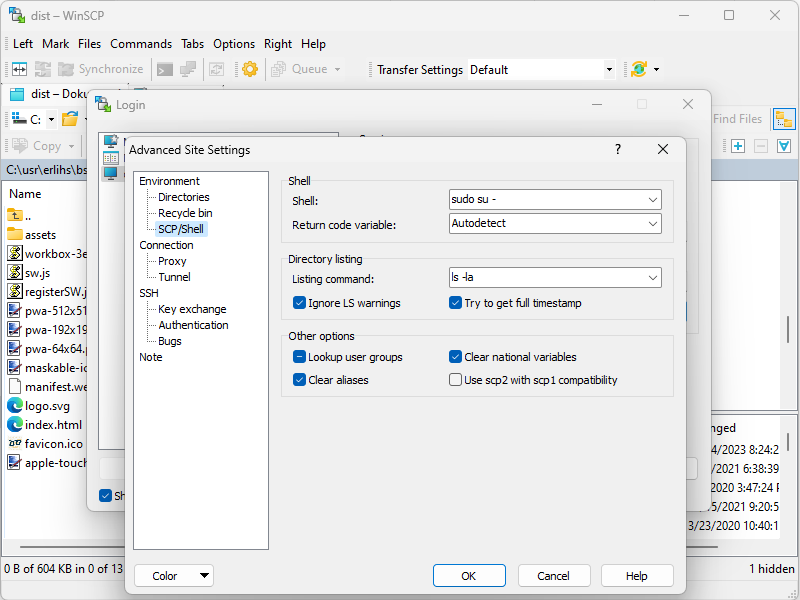 dist – WinSCP
Left Mark Files Commands Tabs Options Right Help
Synchronize
Queue
Transfer Settings Default
dist – Doku
C:
Find Files
Copy
C:\usr\erlihs\bs
Name
..
assets
workbox-3e
sw.js
registerSW.j
pwa-512x51
pwa-192x19
pwa-64x64.p
maskable-ic
manifest.we
logo.svg
index.html
favicon.ico
apple-touch
Login
Sh
Advanced Site Settings
?
Environment
Directories
Recycle bin
SCP/Shell
Connection
Proxy
Tunnel
SSH
Key exchange
Authentication
Bugs
Note
Shell
Shell: sudo su -
Return code variable: Autodetect
Directory listing
Listing command: ls -la
Ignore LS warnings
Try to get full timestamp
Other options
Lookup user groups
Clear national variables
Clear aliases
Use scp2 with scp1 compatibility
Color
OK
Cancel
Help
nged
4/2023 8:24:2
/2021 6:38:39
/2020 3:47:24
5/2021 9:20:5
3/23/2020 10:40:1
0 B of 604 KB in 0 of 13
1 hidden